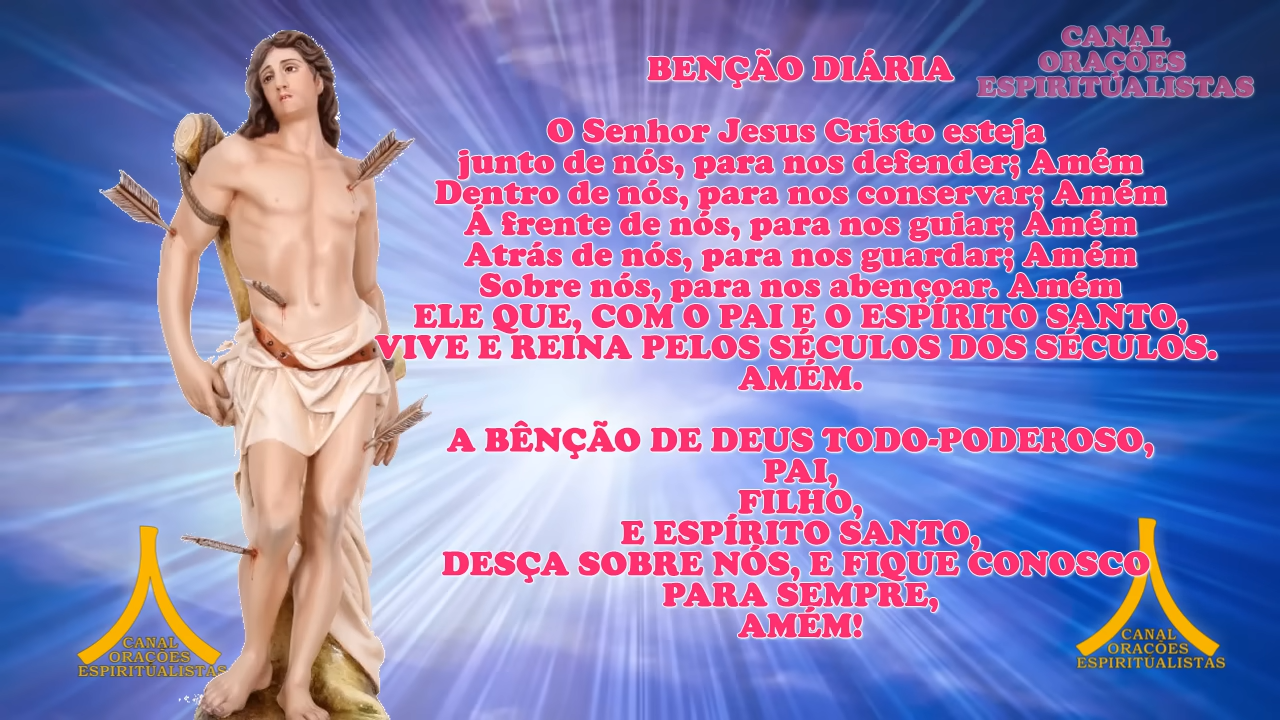 BENÇÃO DIÁRIA
CANAL
ORAÇÕES
ESPIRITUALISTAS
O Senhor Jesus Cristo esteja
junto de nós, para nos defender; Amém
Dentro de nós, para nos conservar; Amém
Á frente de nós, para nos guiar; Amém
Atrás de nós, para nos guardar; Amém
Sobre nós, para nos abençoar. Amém
ELE QUE, COM O PAI E O ESPÍRITO SANTO,
VIVE E REINA PELOS SÉCULOS DOS SÉCULOS.
AMÉM.
A BÊNÇÃO DE DEUS TODO-PODEROSO,
PAI,
FILHO,
E ESPÍRITO SANTO,
DESÇA SOBRE NÓS, E FIQUE CONOSCO
PARA SEMPRE,
AMÉM!
CANAL
ORAÇÕES
ESPIRITUALISTAS
CANAL
ORAÇÕES
ESPIRITUALISTAS